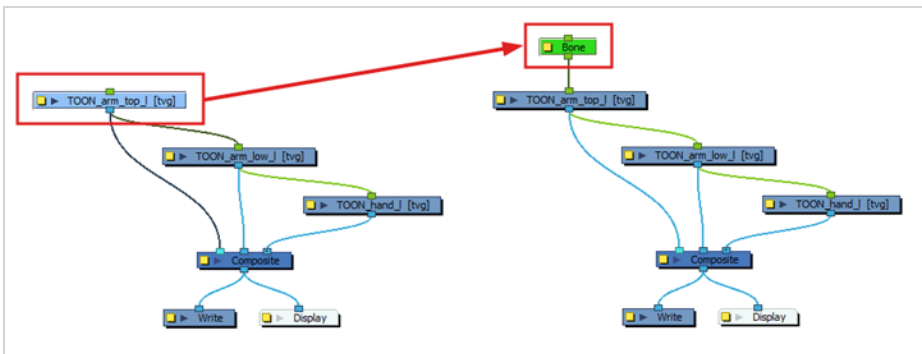 Bone
TOON_arm_top_l [tvg]
TOON_arm_top_l [tvg]
TOON_arm_low_l [tvg]
TOON_arm_low_l [tvg]
TOON_hand_l [tvg]
TOON_hand_l [tvg]
Composite
Composite
Write
Display
Write
Display